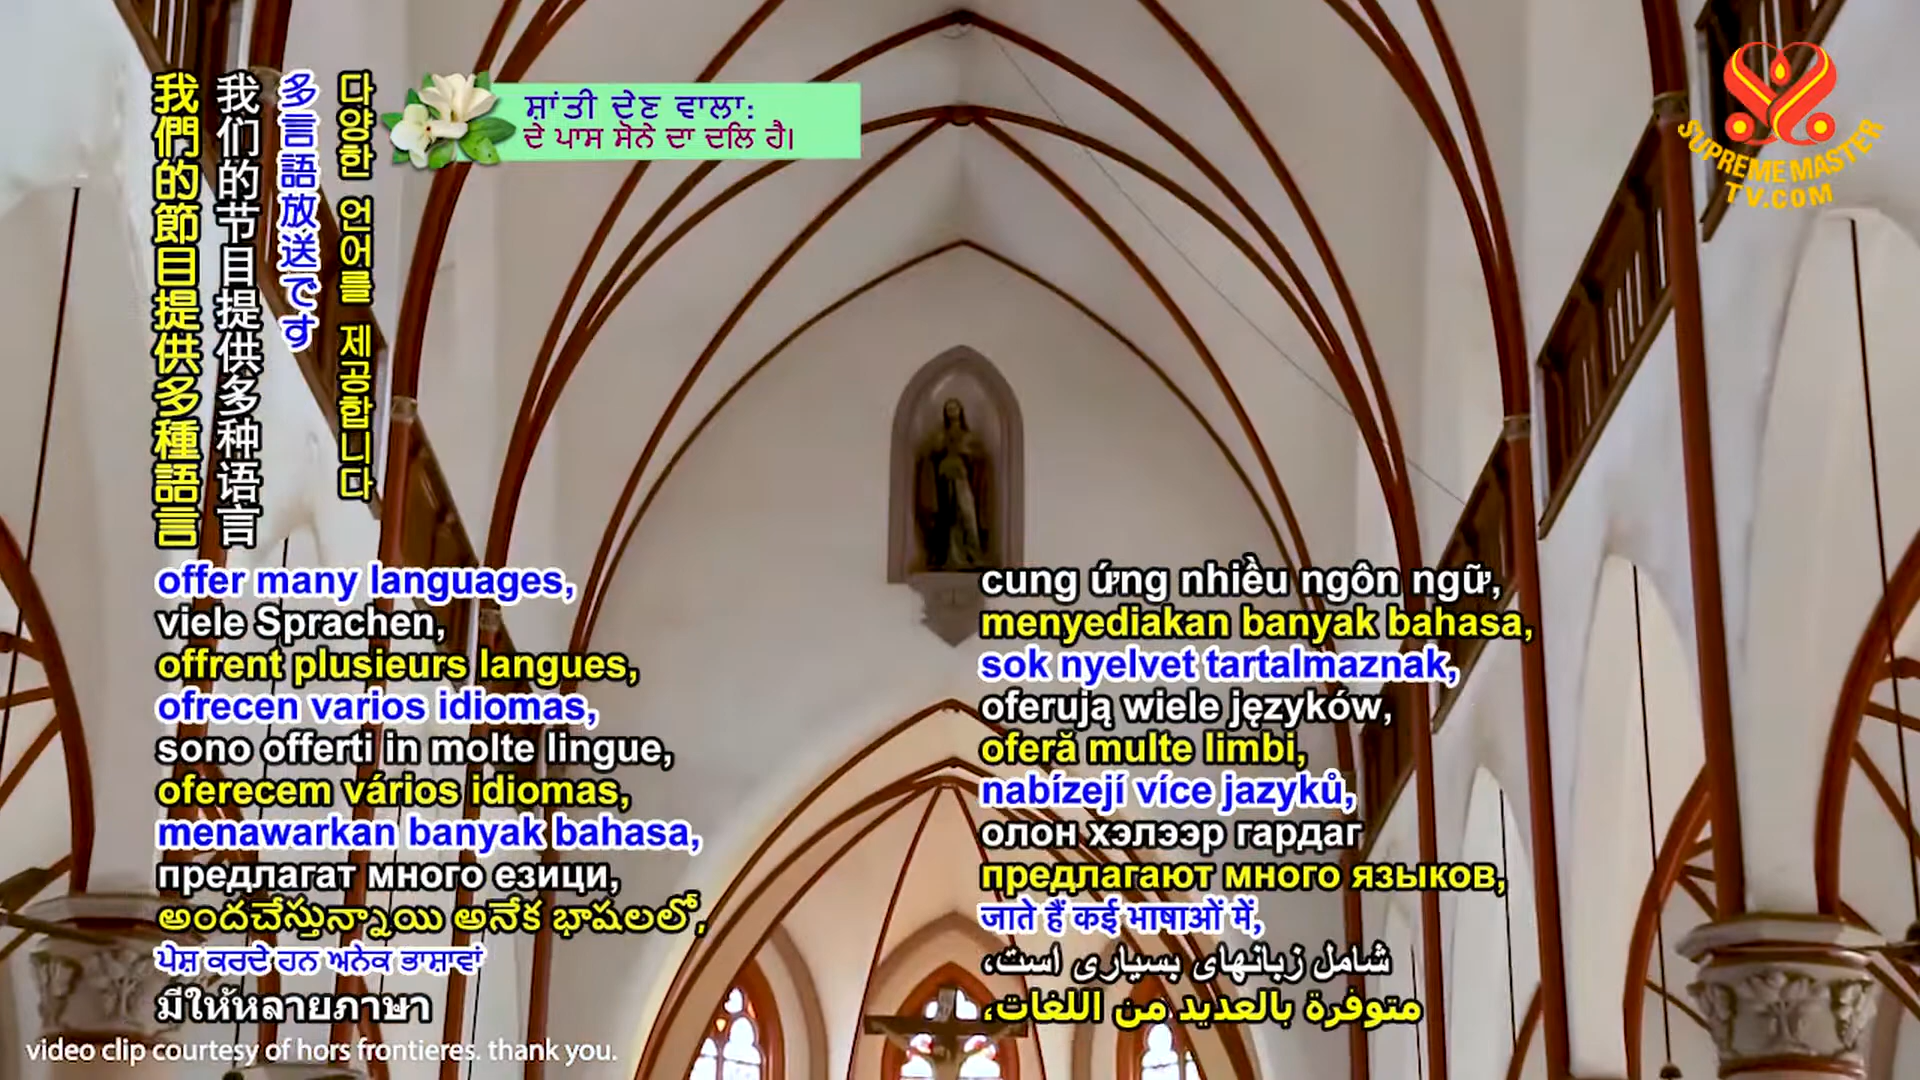 我們的節目提供多種語言
我们的节目提供多种语言
多言語放送です
다양한 언어를 제공합니다
ਸ਼ਾਂਤੀ ਦੇਣ ਵਾਲਾ:
ਦੇ ਪਾਸ ਸੋਨੇ ਦਾ ਦਲਿ ਹੈ।
SUPREME MASTER
TV.COM
offer many languages,
viele Sprachen,
offrent plusieurs langues,
ofrecen varios idiomas,
sono offerti in molte lingue,
oferecem vários idiomas,
menawarkan banyak bahasa,
предлагат много езици,
అందచేస్తున్నాయి అనేక భాషలలో,
ਪੇਸ਼ ਕਰਦੇ ਹਨ ਅਨੇਕ ਭਾਸ਼ਾਵਾਂ
มีให้หลายภาษา
cung ứng nhiều ngôn ngữ,
menyediakan banyak bahasa,
sok nyelvet tartalmaznak,
oferują wiele języków,
oferă multe limbi,
nabízejí více jazyků,
олон хэлээр гардаг
предлагают много языков,
जाते हैं कई भाषाओं में,
شامل زبانهای بسیاری است،
متوفرة بالعديد من اللغات،
video clip courtesy of hors frontieres. thank you.